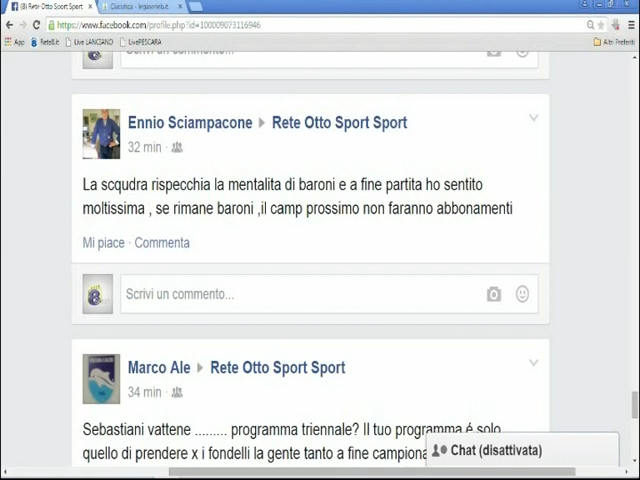 (8) Rete Otto Sport Sport
https://www.facebook.com/profile.php?id=100009073116946
App Rete8.it Live LANCIANO LivePESCARA Altri Preferiti
Ennio Sciampacone Rete Otto Sport Sport
32 min ·
La scqudra rispecchia la mentalita di baroni e a fine partita ho sentito
moltissima , se rimane baroni ,il camp prossimo non faranno abbonamenti
Mi piace · Commenta
Scrivi un commento...
Marco Ale Rete Otto Sport Sport
34 min ·
Sebastiani vattene ......... programma triennale? Il tuo programma é solo
quello di prendere x i fondelli la gente tanto a fine campiona
Chat (disattivata)